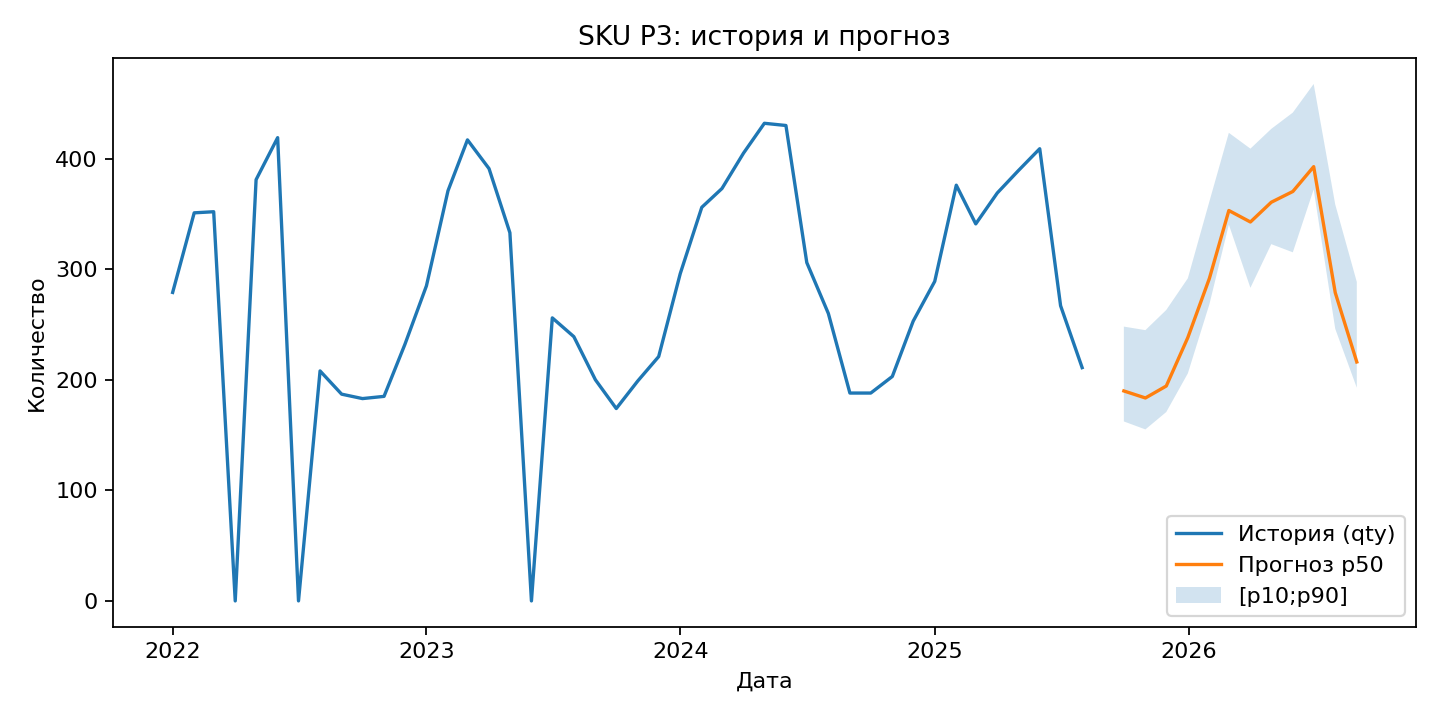 SKU P3: история и прогноз
Количество
400
300
200
100
0
2022 2023 2024 2025 2026
Дата
История (qty)
Прогноз p50
[p10;p90]